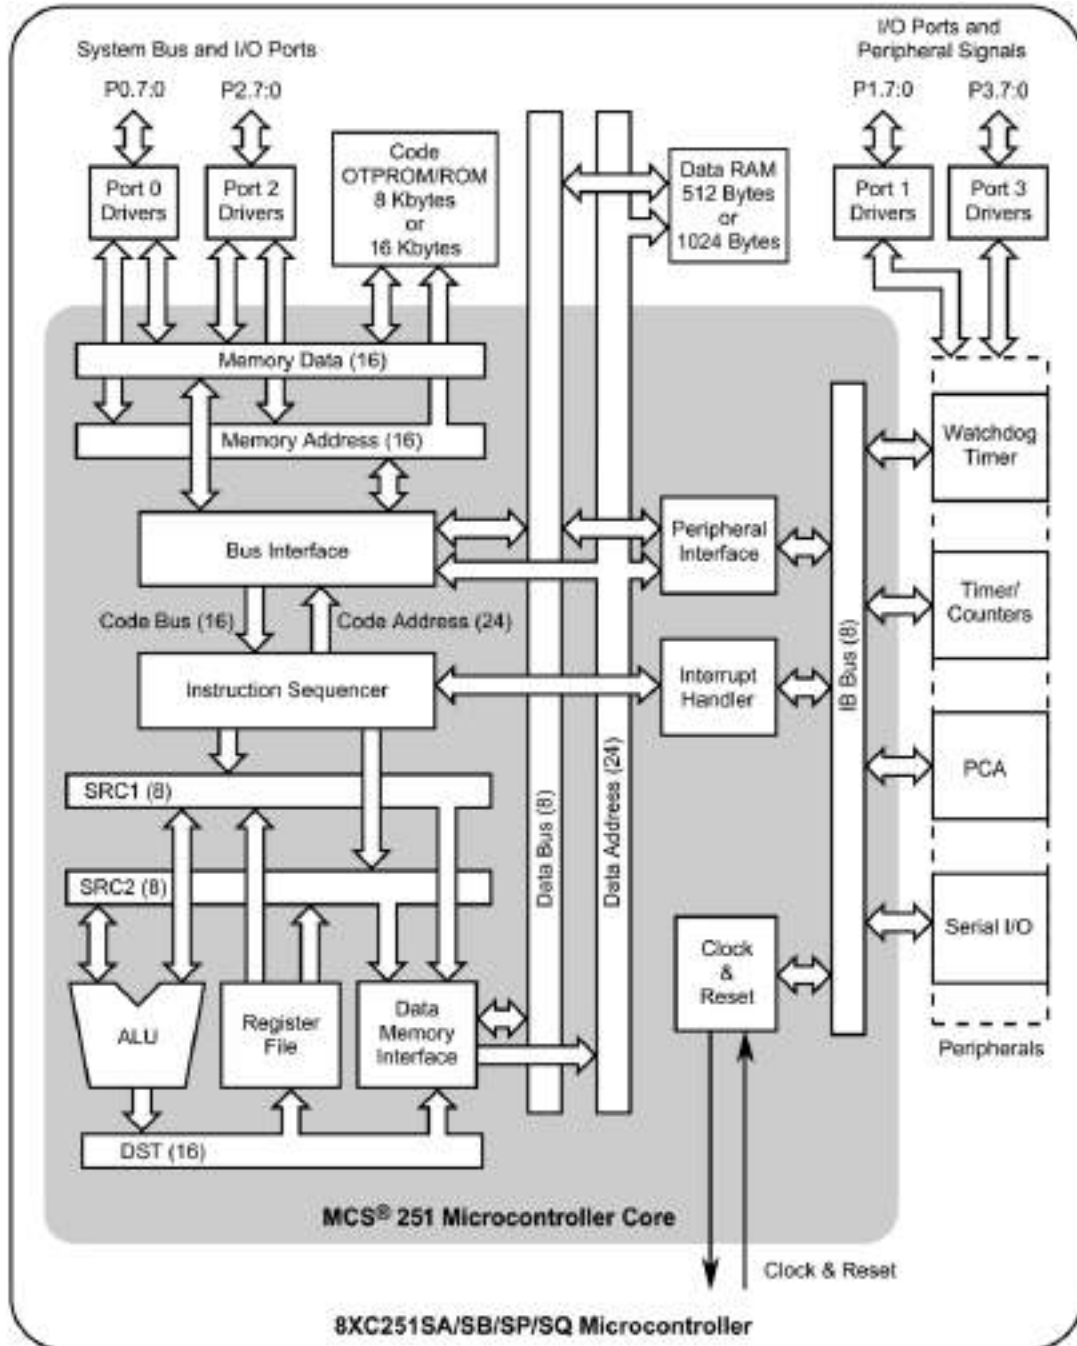 System Bus and I/O Ports
I/O Ports and
Peripheral Signals
P0.7:0
P2.7:0
P1.7:0
P3.7:0
Port 0
Drivers
Port 2
Drivers
Code
OTPROM/ROM
8 Kbytes
or
16 Kbytes
Data RAM
512 Bytes
or
1024 Bytes
Port 1
Drivers
Port 3
Drivers
Memory Data (16)
Memory Address (16)
Bus Interface
Code Bus (16)
Code Address (24)
Instruction Sequencer
Peripheral
Interface
Interrupt
Handler
SRC1 (8)
SRC2 (8)
ALU
Register
File
Data
Memory
Interface
DST (16)
Data Bus (8)
Data Address (24)
IB Bus (8)
Clock
&
Reset
Watchdog
Timer
Timer/
Counters
PCA
Serial I/O
Peripherals
MCS® 251 Microcontroller Core
Clock & Reset
8XC251SA/SB/SP/SQ Microcontroller